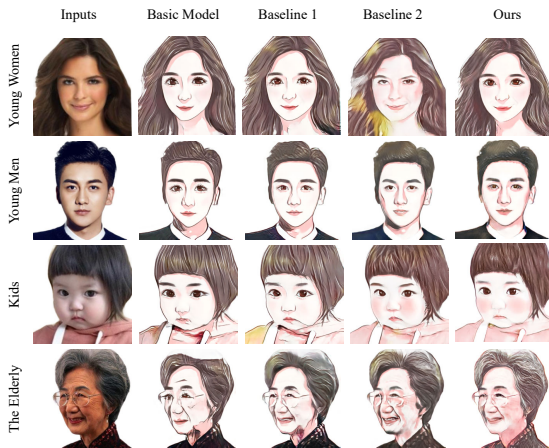 Inputs Basic Model Baseline 1 Baseline 2 Ours
Young Women
Young Men
Kids
The Elderly